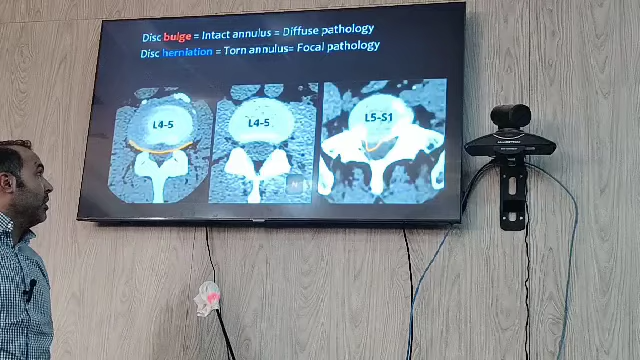 Disc bulge = Intact annulus = Diffuse pathology
Disc herniation = Torn annulus= Focal pathology
L4-5
L4-5
L5-S1